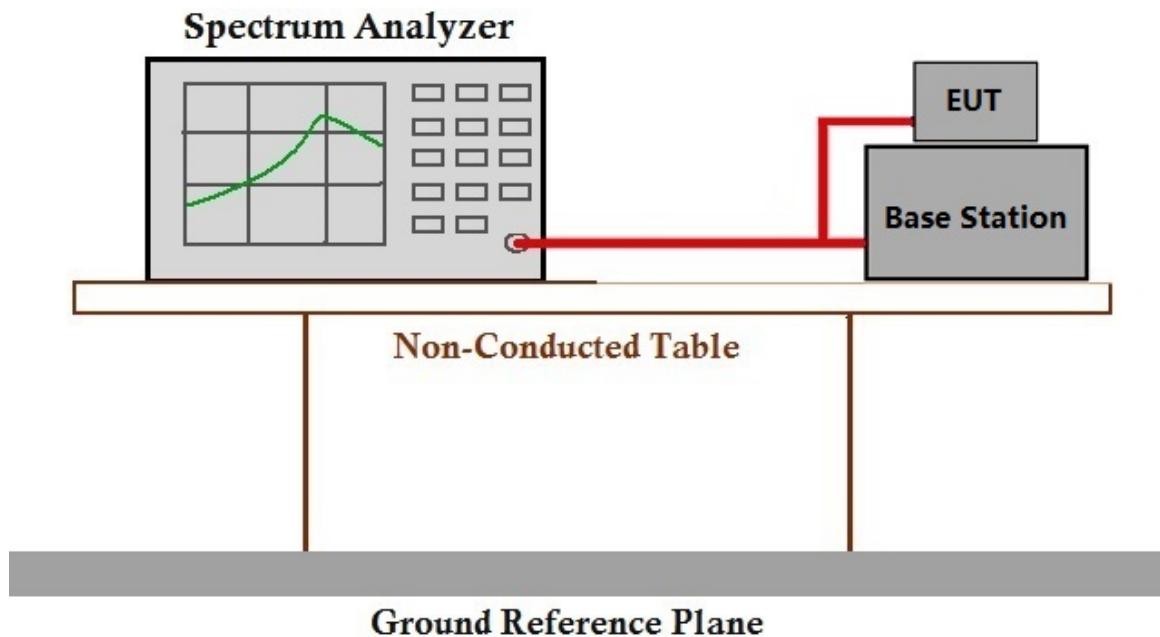 Spectrum Analyzer
EUT
Base Station
Non-Conducted Table
Ground Reference Plane